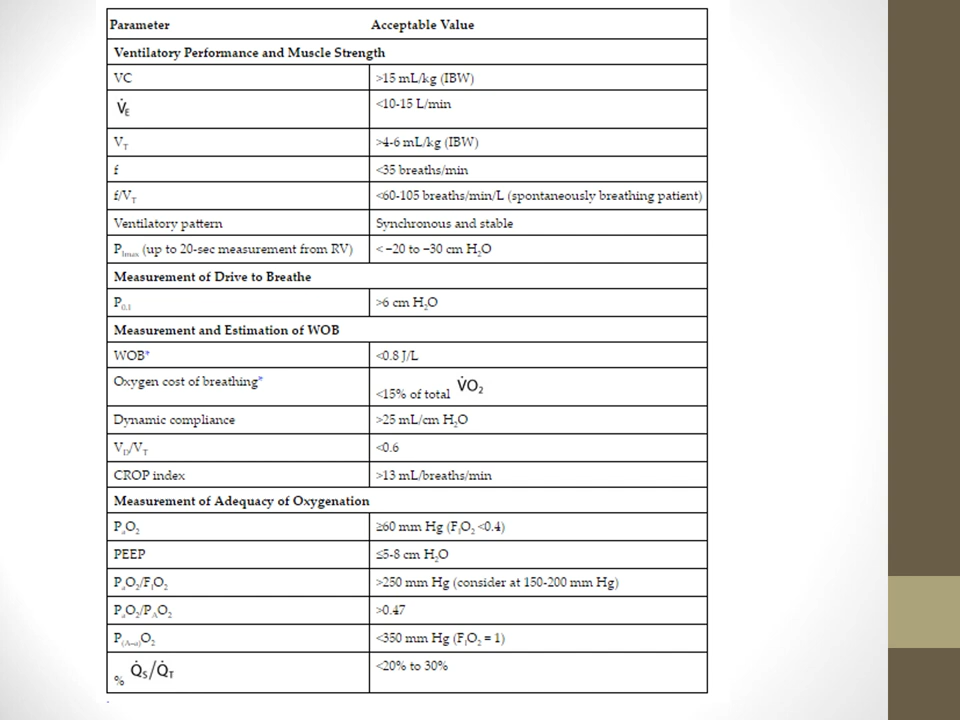 Parameter Acceptable Value
Ventilatory Performance and Muscle Strength
VC >15 mL/kg (IBW)
V̇E <10-15 L/min
VT >4-6 mL/kg (IBW)
f <35 breaths/min
f/VT <60-105 breaths/min/L (spontaneously breathing patient)
Ventilatory pattern Synchronous and stable
PImax (up to 20-sec measurement from RV) < −20 to −30 cm H2O
Measurement of Drive to Breathe
P0.1 >6 cm H2O
Measurement and Estimation of WOB
WOB* <0.8 J/L
Oxygen cost of breathing* <15% of total V̇O2
Dynamic compliance >25 mL/cm H2O
VD/VT <0.6
CROP index >13 mL/breaths/min
Measurement of Adequacy of Oxygenation
PaO2 ≥60 mm Hg (FIO2 <0.4)
PEEP ≤5-8 cm H2O
PaO2/FIO2 >250 mm Hg (consider at 150-200 mm Hg)
PaO2/PAO2 >0.47
P(A–a)O2 <350 mm Hg (FIO2 = 1)
% Q̇S/Q̇T <20% to 30%